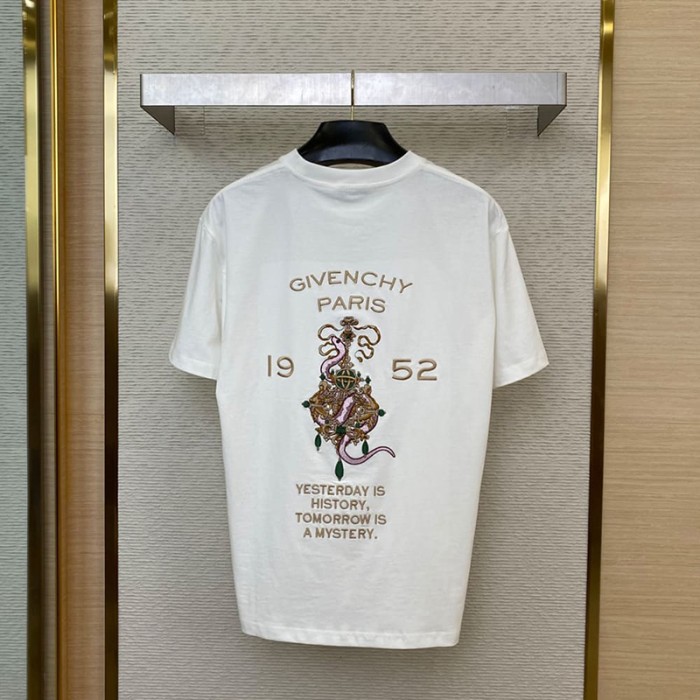 GIVENCHY
PARIS
19 52
YESTERDAY IS
HISTORY,
TOMORROW IS
A MYSTERY.